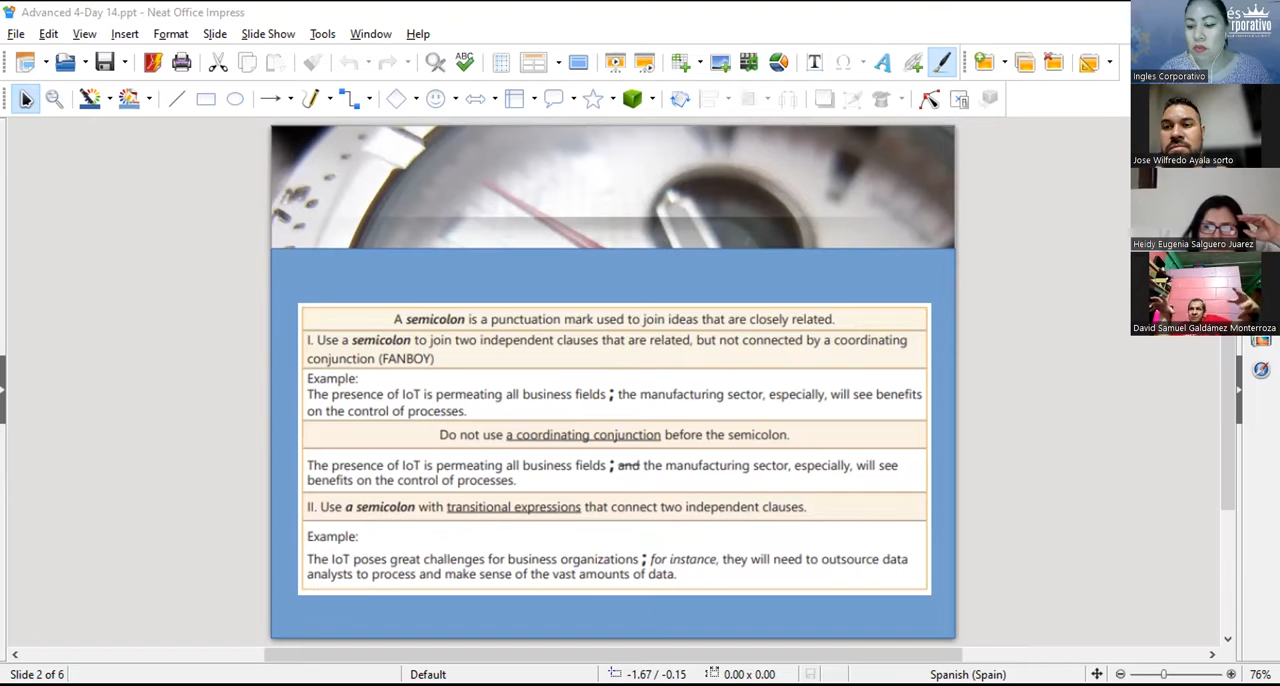 Advanced 4-Day 14.ppt - Neat Office Impress
File Edit View Insert Format Slide Slide Show Tools Window Help
ABC
T
Ω
A
A semicolon is a punctuation mark used to join ideas that are closely related.
I. Use a semicolon to join two independent clauses that are related, but not connected by a coordinating
conjunction (FANBOY)
Example:
The presence of IoT is permeating all business fields ; the manufacturing sector, especially, will see benefits
on the control of processes.
Do not use a coordinating conjunction before the semicolon.
The presence of IoT is permeating all business fields ; and the manufacturing sector, especially, will see
benefits on the control of processes.
II. Use a semicolon with transitional expressions that connect two independent clauses.
Example:
The IoT poses great challenges for business organizations ; for instance, they will need to outsource data
analysts to process and make sense of the vast amounts of data.
Slide 2 of 6
Default
-1.67 / -0.15
0.00 x 0.00
Spanish (Spain)
76%
Ingles Corporativo
Jose Wilfredo Ayala sorto
Heidy Eugenia Salguero Juarez
David Samuel Galdámez Monterroza